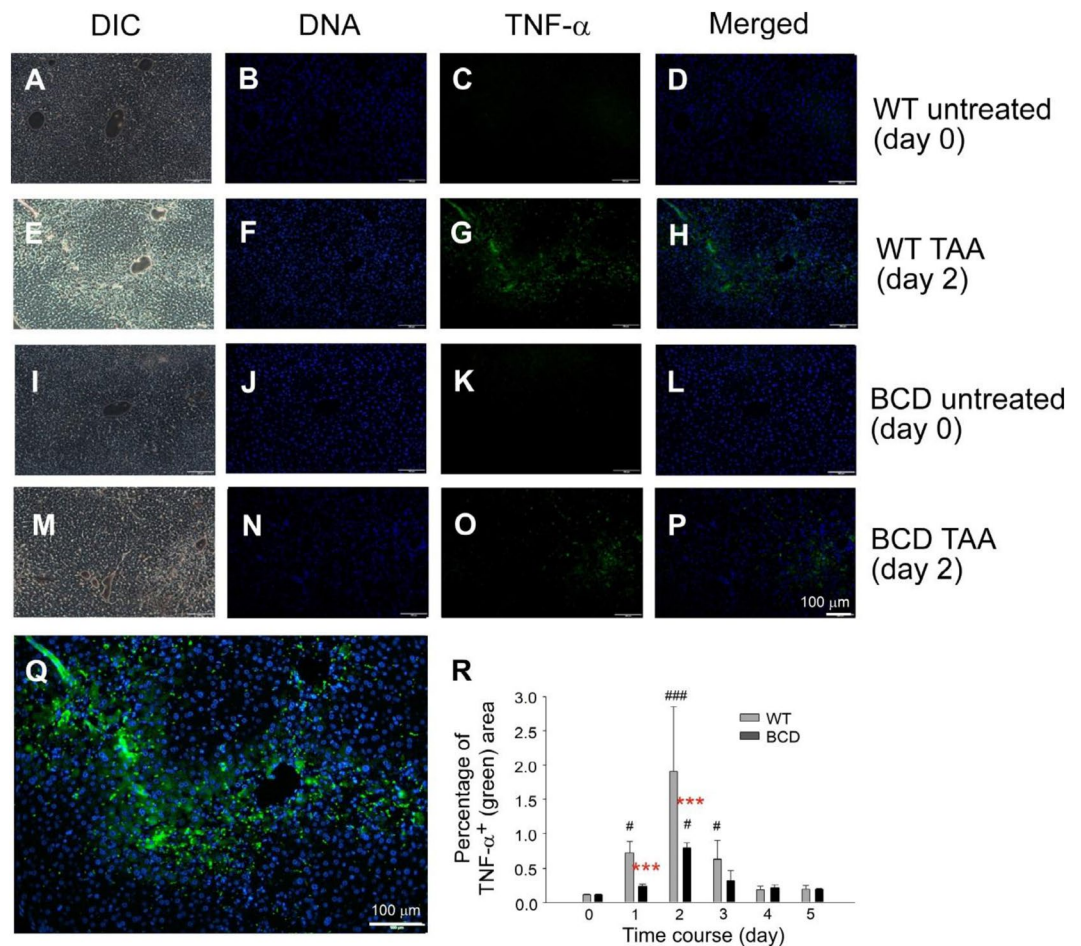 DIC DNA TNF-α Merged
A B C D
WT untreated
(day 0)
E F G H
WT TAA
(day 2)
I J K L
BCD untreated
(day 0)
M N O P
BCD TAA
(day 2)
100 μm
Q
100 μm
R
Percentage of
TNF-α⁺ (green) area
3.0
2.5
2.0
1.5
1.0
0.5
0.0
###
WT
BCD
***
# # #
***
0 1 2 3 4 5
Time course (day)